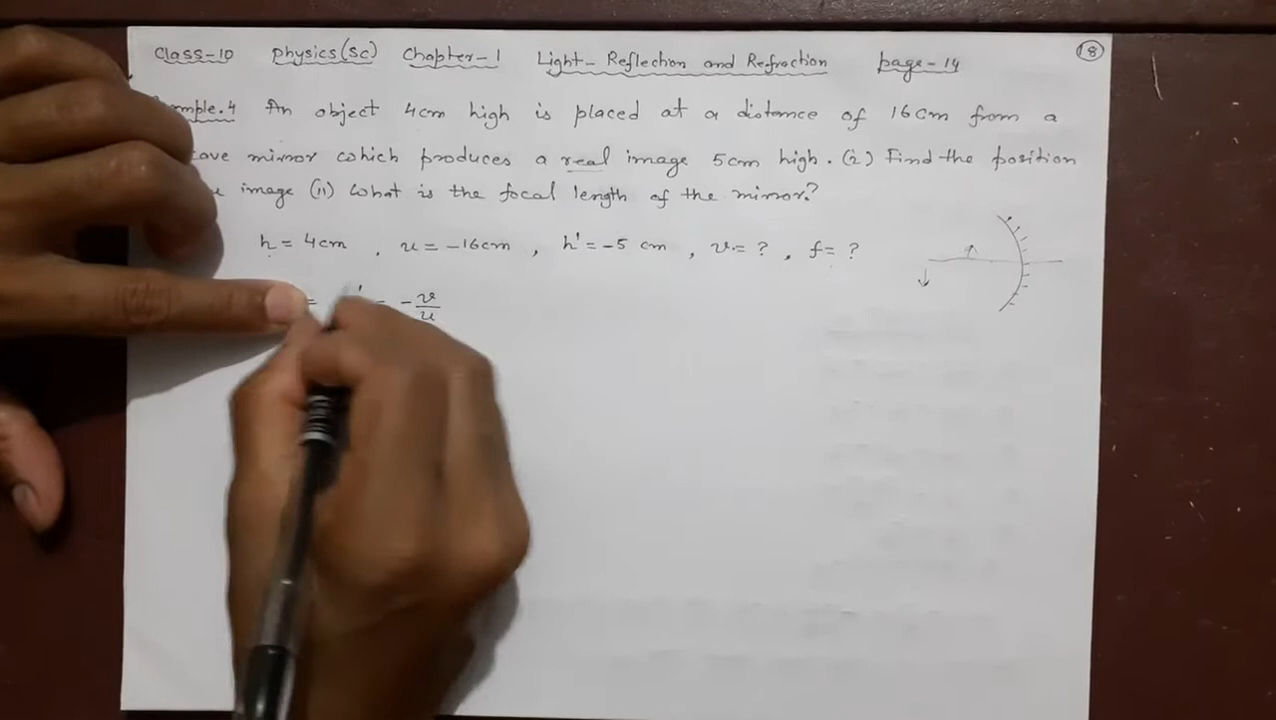 Class-10 Physics(SC) Chapter-1 Light-Reflection and Refraction page-14 18
mple.4 An object 4cm high is placed at a distance of 16cm from a
cave mirror which produces a real image 5cm high. (i) Find the position
image (ii) What is the focal length of the mirror?
h = 4cm , u = -16cm , h' = -5 cm , v = ? , f = ?
= ' = - v/u